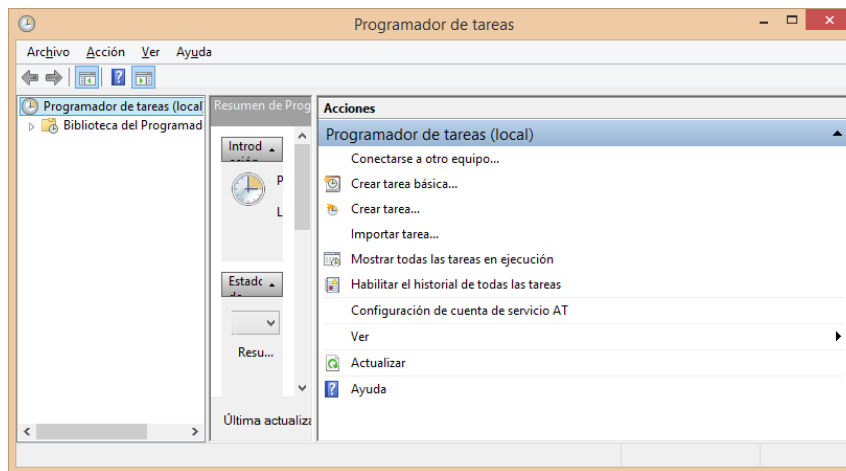 Programador de tareas
Archivo Acción Ver Ayuda
Programador de tareas (local
Biblioteca del Programad
Resumen de Prog
Introd
P
L
Estadc
Resu...
Última actualiza
Acciones
Programador de tareas (local)
Conectarse a otro equipo...
Crear tarea básica...
Crear tarea...
Importar tarea...
Mostrar todas las tareas en ejecución
Habilitar el historial de todas las tareas
Configuración de cuenta de servicio AT
Ver
Actualizar
Ayuda